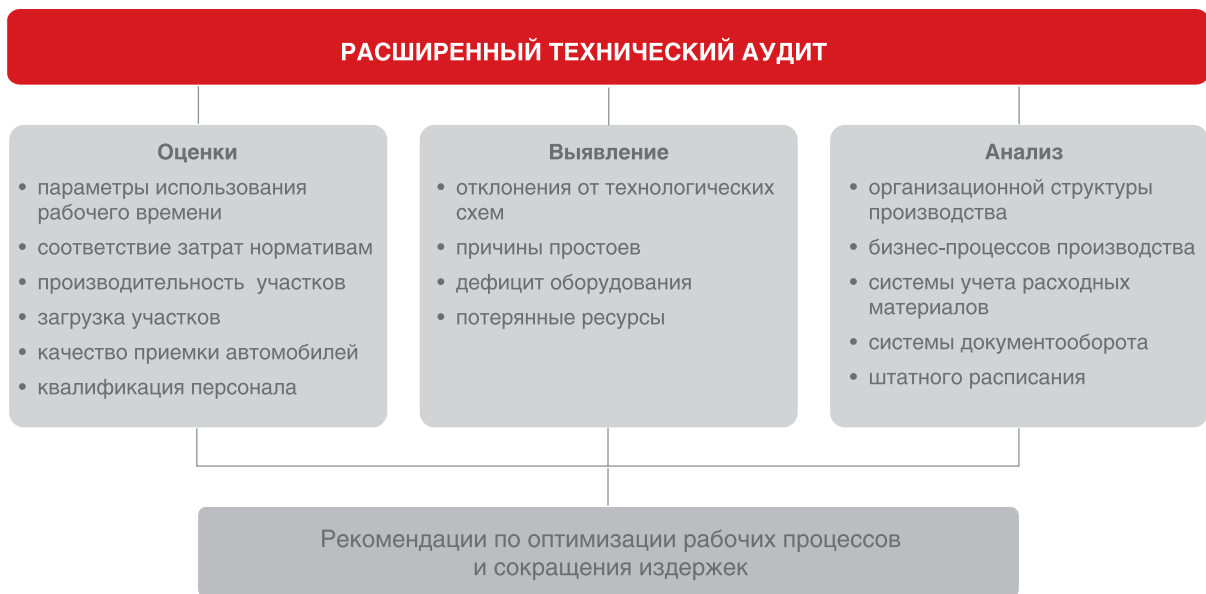 РАСШИРЕННЫЙ ТЕХНИЧЕСКИЙ АУДИТ
Оценки
• параметры использования
рабочего времени
• соответствие затрат нормативам
• производительность участков
• загрузка участков
• качество приемки автомобилей
• квалификация персонала
Выявление
• отклонения от технологических
схем
• причины простоев
• дефицит оборудования
• потерянные ресурсы
Анализ
• организационной структуры
производства
• бизнес-процессов производства
• системы учета расходных
материалов
• системы документооборота
• штатного расписания
Рекомендации по оптимизации рабочих процессов
и сокращения издержек